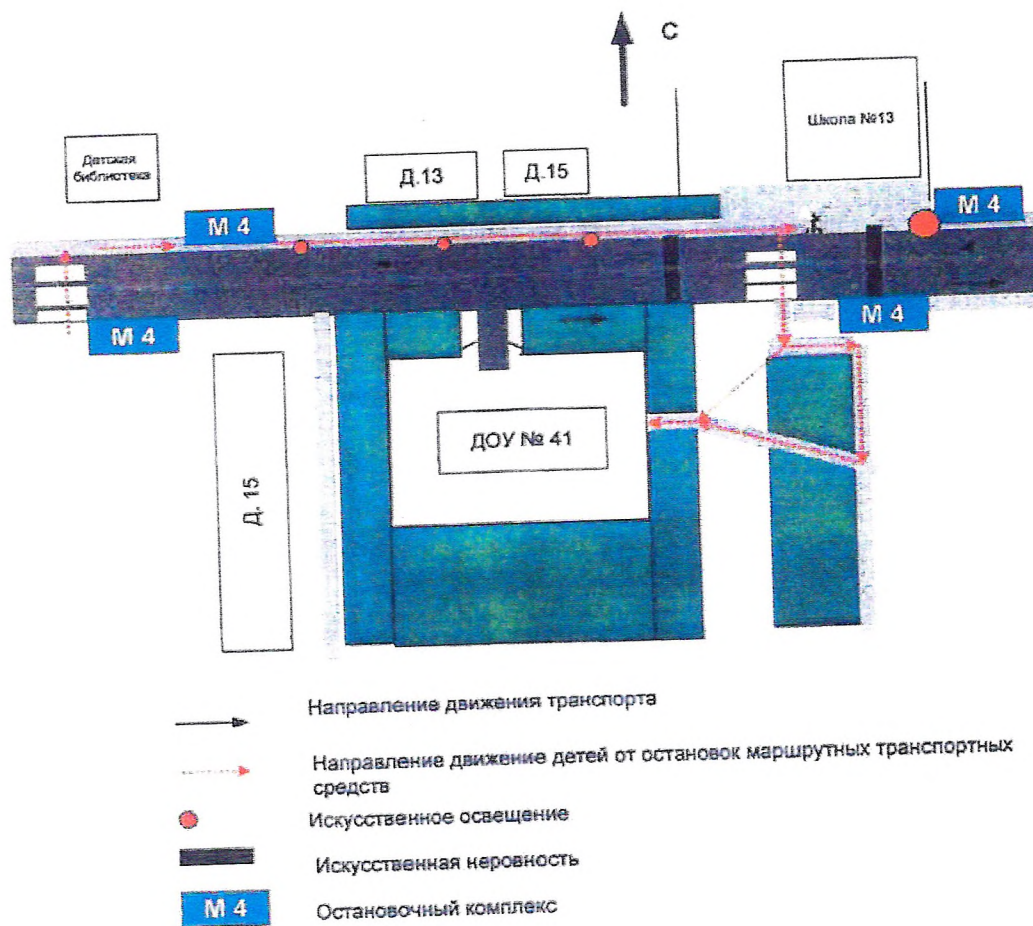 С
Детская
библиотека
Д.13
Д.15
Школа №13
М 4
М 4
М 4
М 4
ДОУ № 41
Д. 15
Направление движения транспорта
Направление движение детей от остановок маршрутных транспортных
средств
Искусственное освещение
Искусственная неровность
М 4
Остановочный комплекс